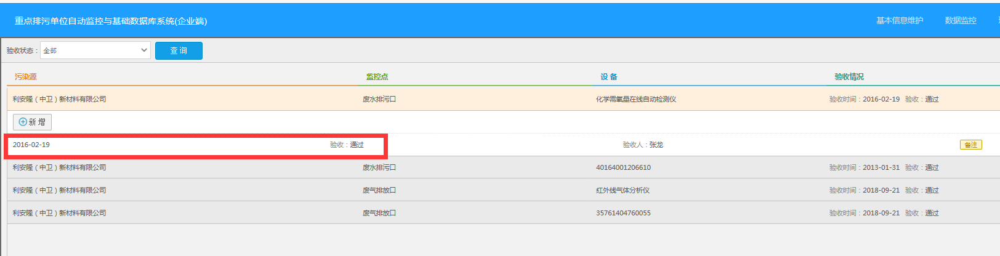 重点排污单位自动监控与基础数据库系统(企业端)
基本信息维护 数据监控
验收状态： 全部 查 询
污染源 监控点 设 备 验收情况
利安隆（中卫）新材料有限公司 废水排污口 化学需氧量在线自动检测仪 验收时间：2016-02-19 验收：通过
新 增
2016-02-19 验收：通过 验收人：张龙 备注
利安隆（中卫）新材料有限公司 废水排污口 40164001206610 验收时间：2013-01-31 验收：通过
利安隆（中卫）新材料有限公司 废气排放口 红外线气体分析仪 验收时间：2018-09-21 验收：通过
利安隆（中卫）新材料有限公司 废气排放口 35761404760055 验收时间：2018-09-21 验收：通过